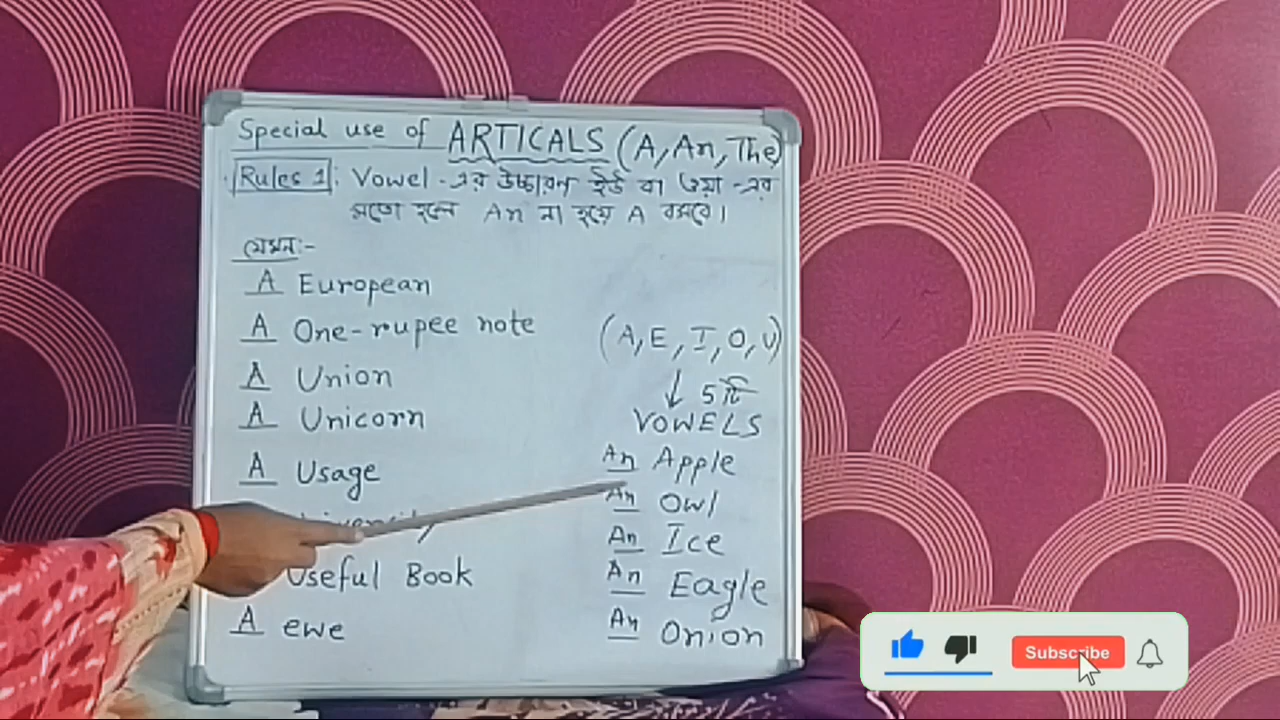 Special use of ARTICALS (A, An, The)
Rules 1: Vowel -এর উচ্চারণ ইউ বা ওয়া -এর
মতো হলে An না হয়ে A বসবে।
যেমন:-
A European
A One-rupee note
A Union
A Unicorn
A Usage
Useful Book
A ewe
(A, E, I, O, U)
↓ 5টি
VOWELS
An Apple
An Owl
An Ice
An Eagle
An Onion
Subscribe